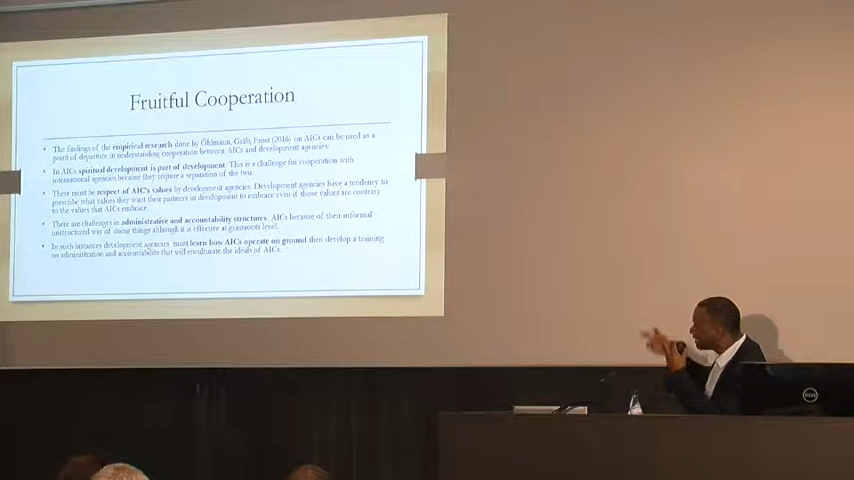 Fruitful Cooperation
• The findings of the empirical research done by Öhlmann, Gräb, Frost (2016) on AICs can be used as a
point of departure in understanding cooperation between AICs and development agencies.
• In AICs spiritual development is part of development. This is a challenge for cooperation with
international agencies because they require a separation of the two.
• There must be respect of AIC's values by development agencies. Development agencies have a tendency to
prescribe what values they want their partners in development to embrace even if those values are contrary
to the values that AICs embrace.
• There are challenges in administrative and accountability structures. AICs because of their informal
unstructured way of doing things although it is effective at grassroots level.
• In such instances development agencies must learn how AICs operate on ground then develop a training
on administration and accountability that will enculturate the ideals of AICs.
DELL